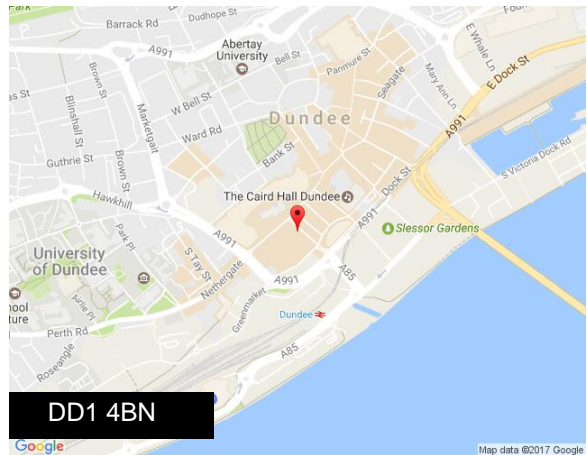 Dudhope St
Barrack Rd
A991
Abertay
University
Bell St
Panmure St
E Whale Ln
E Dock St
A991
Brown St
Marketgait
W Bell St
Seagate
Mary Ann Ln
Blinshall St
Dundee
Ward Rd
Guthrie St
Brown St
Bank St
S Victoria Dock Rd
Hawkhill
The Caird Hall Dundee
Dock St
A991
Park Pl
A991
Slessor Gardens
University
of Dundee
S Tay St
Nethergate
A991
A85
Airlie Pl
Greenmarket
Dundee
Perth Rd
Roseangle
A85
DD1 4BN
Google
Map data ©2017 Google